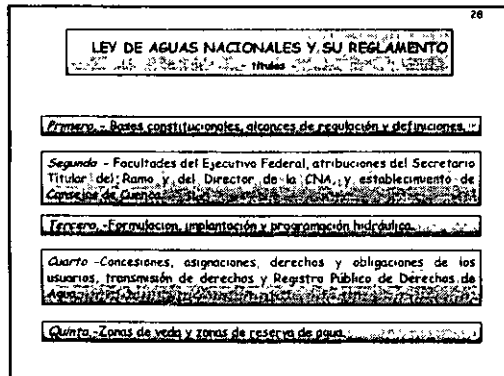 28
LEY DE AGUAS NACIONALES Y SU REGLAMENTO
- títulos -
Primero. - Bases constitucionales, alcances de regulación y definiciones.
Segundo - Facultades del Ejecutivo Federal, atribuciones del Secretario
Titular del Ramo y del Director de la CNA, y establecimiento de
Consejos de Cuenca.
Tercero. -Formulación, implantación y programación hidráulica.
Cuarto -Concesiones, asignaciones, derechos y obligaciones de los
usuarios, transmisión de derechos y Registro Público de Derechos de
Agua.
Quinto.-Zonas de veda y zonas de reserva de agua.